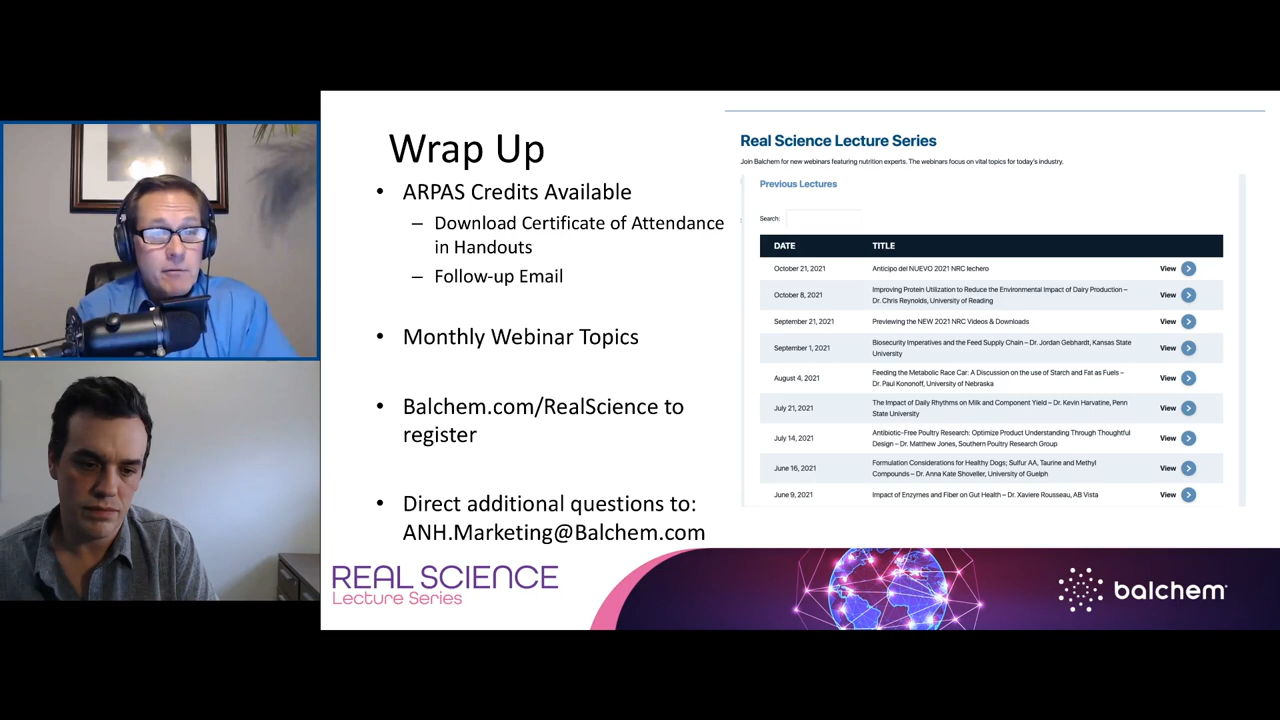 Wrap Up
• ARPAS Credits Available
– Download Certificate of Attendance
in Handouts
– Follow-up Email
• Monthly Webinar Topics
• Balchem.com/RealScience to
register
• Direct additional questions to:
ANH.Marketing@Balchem.com
Real Science Lecture Series
Join Balchem for new webinars featuring nutrition experts. The webinars focus on vital topics for today's industry.
Previous Lectures
Search:
DATE TITLE
October 21, 2021 Anticipo del NUEVO 2021 NRC lechero View
October 8, 2021 Improving Protein Utilization to Reduce the Environmental Impact of Dairy Production –
Dr. Chris Reynolds, University of Reading View
September 21, 2021 Previewing the NEW 2021 NRC Videos & Downloads View
September 1, 2021 Biosecurity Imperatives and the Feed Supply Chain – Dr. Jordan Gebhardt, Kansas State
University View
August 4, 2021 Feeding the Metabolic Race Car: A Discussion on the use of Starch and Fat as Fuels –
Dr. Paul Kononoff, University of Nebraska View
July 21, 2021 The Impact of Daily Rhythms on Milk and Component Yield – Dr. Kevin Harvatine, Penn
State University View
July 14, 2021 Antibiotic-Free Poultry Research: Optimize Product Understanding Through Thoughtful
Design – Dr. Matthew Jones, Southern Poultry Research Group View
June 16, 2021 Formulation Considerations for Healthy Dogs; Sulfur AA, Taurine and Methyl
Compounds – Dr. Anna Kate Shoveller, University of Guelph View
June 9, 2021 Impact of Enzymes and Fiber on Gut Health – Dr. Xaviere Rousseau, AB Vista View
REAL SCIENCE
Lecture Series
balchem